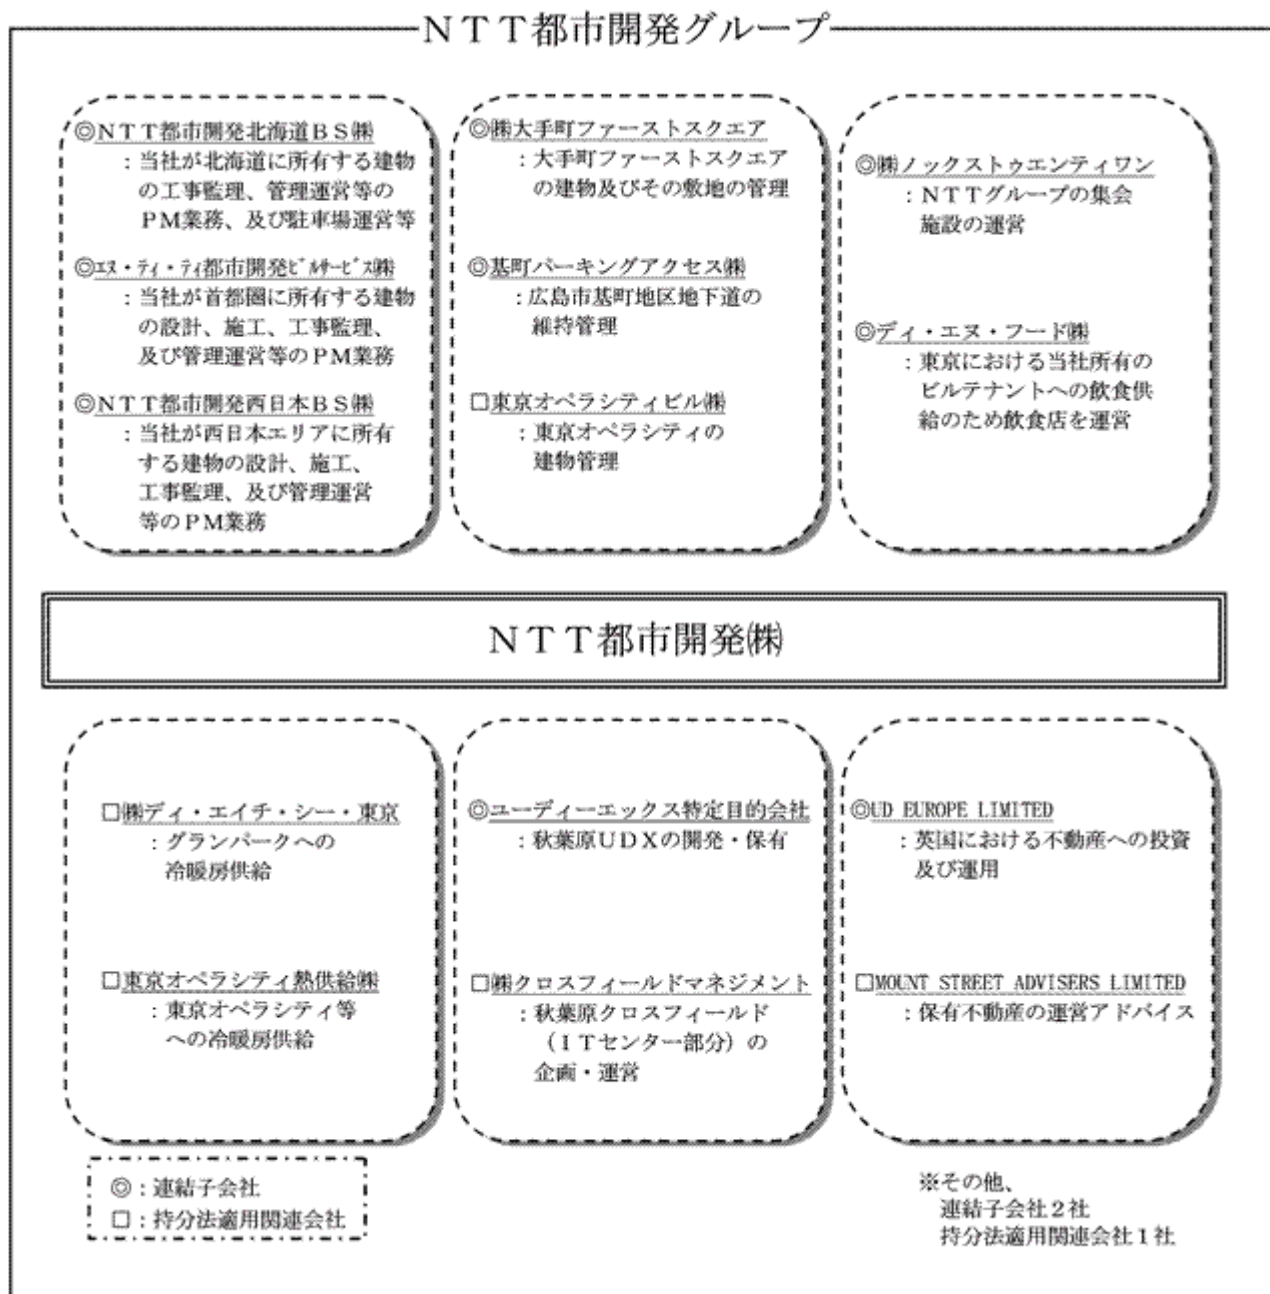 NTT都市開発グループ
◎NTT都市開発北海道BS㈱
：当社が北海道に所有する建物
の工事監理、管理運営等の
PM業務、及び駐車場運営等
◎エヌ・ティ・ティ都市開発ビルサービス㈱
：当社が首都圏に所有する建物
の設計、施工、工事監理、
及び管理運営等のPM業務
◎NTT都市開発西日本BS㈱
：当社が西日本エリアに所有
する建物の設計、施工、
工事監理、及び管理運営
等のPM業務
◎㈱大手町ファーストスクエア
：大手町ファーストスクエア
の建物及びその敷地の管理
◎基町パーキングアクセス㈱
：広島市基町地区地下道の
維持管理
□東京オペラシティビル㈱
：東京オペラシティの
建物管理
◎㈱ノックストゥエンティワン
：NTTグループの集会
施設の運営
◎ディ・エヌ・フード㈱
：東京における当社所有の
ビルテナントへの飲食供
給のため飲食店を運営
NTT都市開発㈱
□㈱ディ・エイチ・シー・東京
：グランパークへの
冷暖房供給
□東京オペラシティ熱供給㈱
：東京オペラシティ等
への冷暖房供給
◎ユーディーエックス特定目的会社
：秋葉原UDXの開発・保有
□㈱クロスフィールドマネジメント
：秋葉原クロスフィールド
（ITセンター部分）の
企画・運営
◎UD EUROPE LIMITED
：英国における不動産への投資
及び運用
□MOUNT STREET ADVISERS LIMITED
：保有不動産の運営アドバイス
◎：連結子会社
□：持分法適用関連会社
※その他、
連結子会社2社
持分法適用関連会社1社